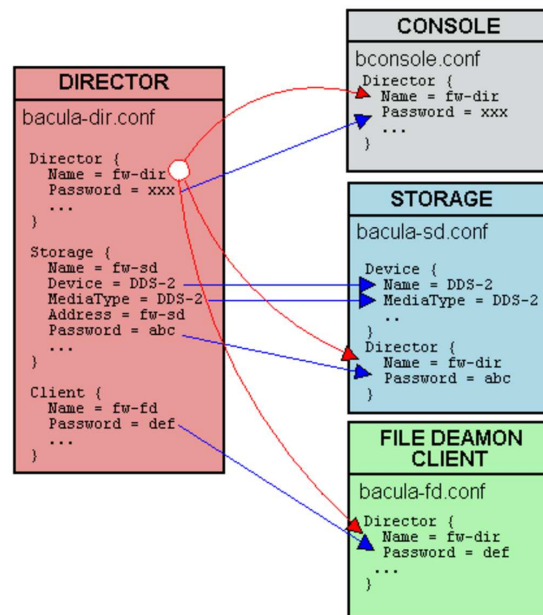 DIRECTOR
bacula-dir.conf
Director {
Name = fw-dir
Password = xxx
...
}
Storage {
Name = fw-sd
Device = DDS-2
MediaType = DDS-2
Address = fw-sd
Password = abc
...
}
Client {
Name = fw-fd
Password = def
...
}
CONSOLE
bconsole.conf
Director {
Name = fw-dir
Password = xxx
...
}
STORAGE
bacula-sd.conf
Device {
Name = DDS-2
MediaType = DDS-2
..
}
Director {
Name = fw-dir
Password = abc
}
FILE DEAMON
CLIENT
bacula-fd.conf
Director {
Name = fw-dir
Password = def
...
}